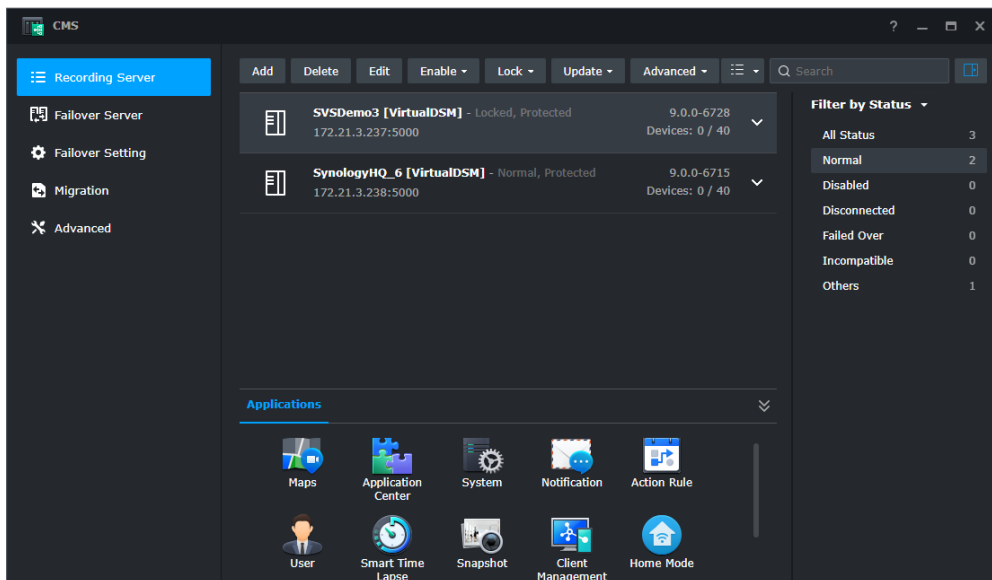 CMS
?
Recording Server
Failover Server
Failover Setting
Migration
Advanced
Add Delete Edit Enable Lock Update Advanced Search
SVSDemo3 [VirtualDSM] - Locked, Protected 9.0.0-6728
172.21.3.237:5000 Devices: 0 / 40
SynologyHQ_6 [VirtualDSM] - Normal, Protected 9.0.0-6715
172.21.3.238:5000 Devices: 0 / 40
Filter by Status
All Status 3
Normal 2
Disabled 0
Disconnected 0
Failed Over 0
Incompatible 0
Others 1
Applications
Maps
Application
Center
System
Notification
Action Rule
User
Smart Time
Lapse
Snapshot
Client
Management
Home Mode